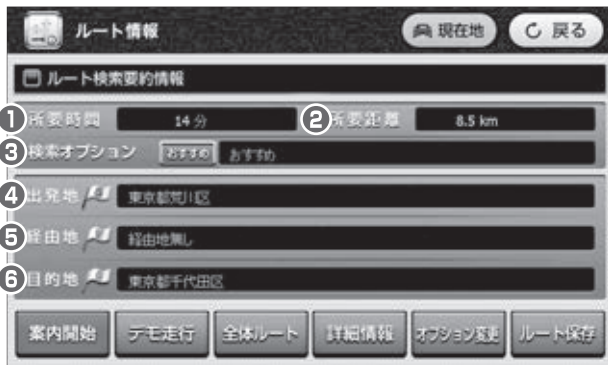 ルート情報 現在地 戻る
ルート検索要約情報
1 所要時間 14 分 2 所要距離 8.5 km
3 検索オプション おすすめ おすすめ
4 出発地 東京都荒川区
5 経由地 経由地無し
6 目的地 東京都千代田区
案内開始 デモ走行 全体ルート 詳細情報 オプション変更 ルート保存